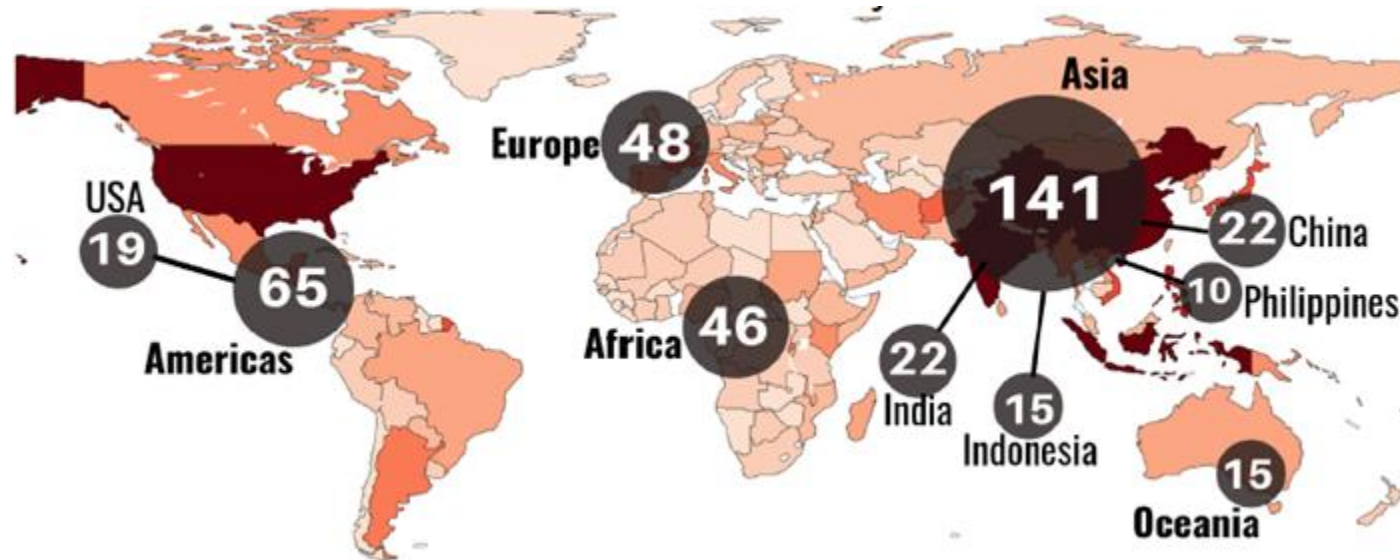 Asia
Europe
48
141
USA
19
65
22
China
10
Philippines
Americas
Africa
46
22
India
15
Indonesia
15
Oceania